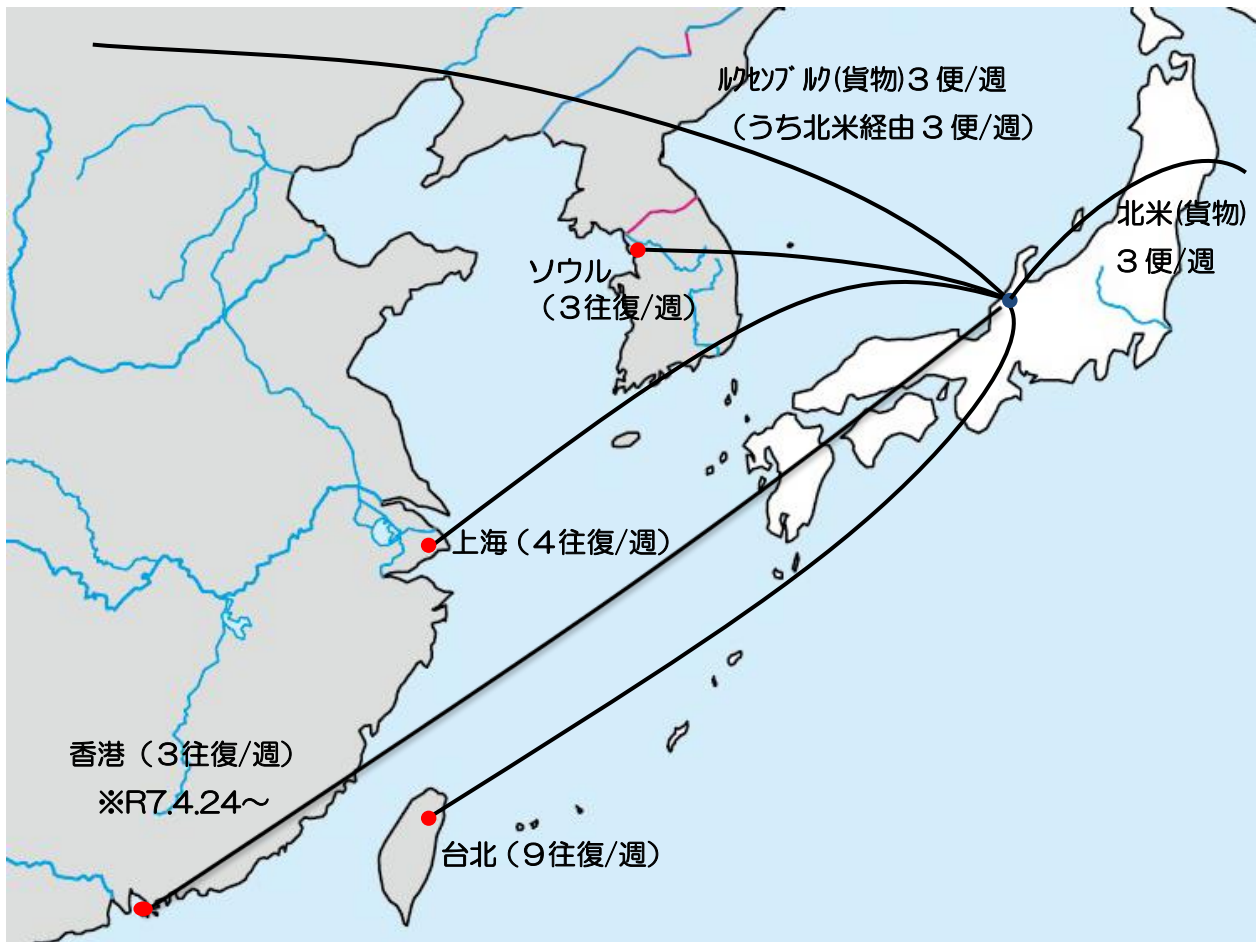 ﾙｸｾﾝﾌﾞﾙｸ(貨物)３便/週
（うち北米経由３便/週）
北米(貨物)
３便/週
ソウル
（３往復/週）
上海（４往復/週）
香港（３往復/週）
※R7.4.24～
台北（９往復/週）